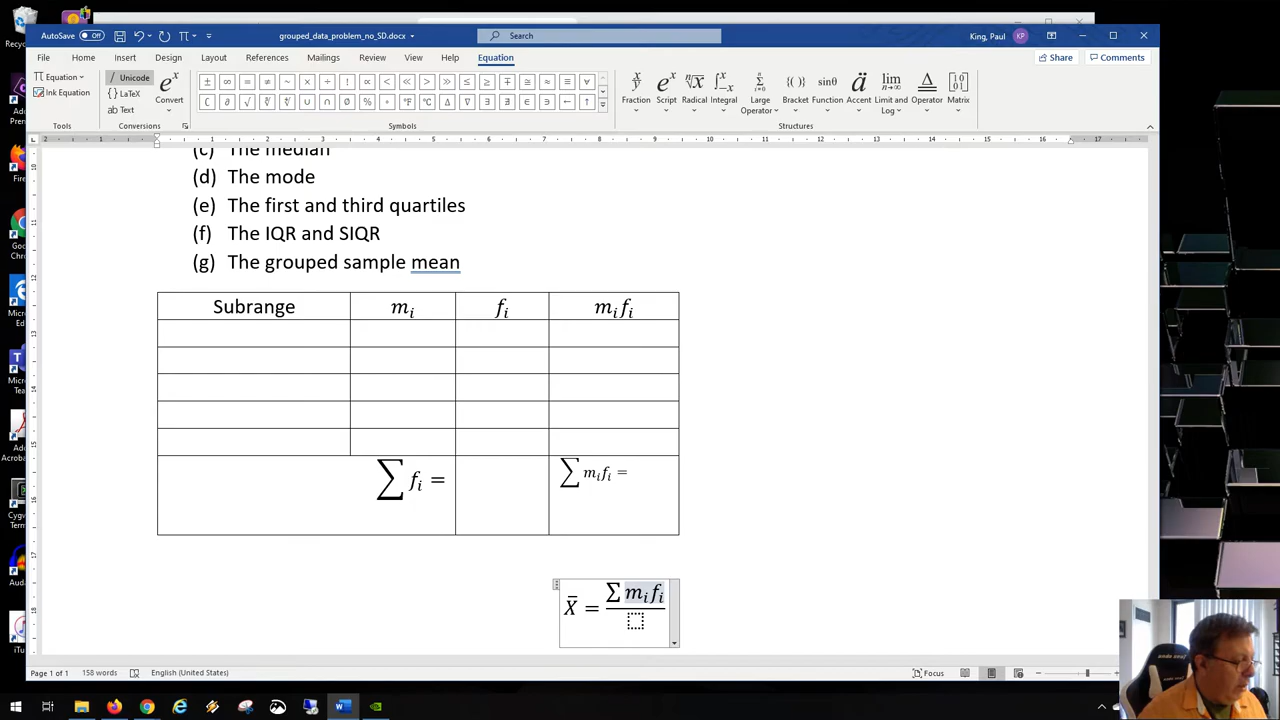 Recy
AutoSave Off
grouped_data_problem_no_SD.docx
Search
King, Paul
KP
File
Home
Insert
Design
Layout
References
Mailings
Review
View
Help
Equation
Share
Comments
Equation
Ink Equation
Unicode
{} LaTeX
Text
e^x
Convert
Fraction
Script
Radical
Integral
Large Operator
Bracket
Function
Accent
Limit and Log
Operator
Matrix
Tools
Conversions
Symbols
Structures
(c) The median
(d) The mode
(e) The first and third quartiles
(f) The IQR and SIQR
(g) The grouped sample mean
Subrange m_i f_i m_i f_i
∑ f_i = ∑ m_i f_i =
X̄ = ∑ m_i f_i
Page 1 of 1
158 words
English (United States)
Focus